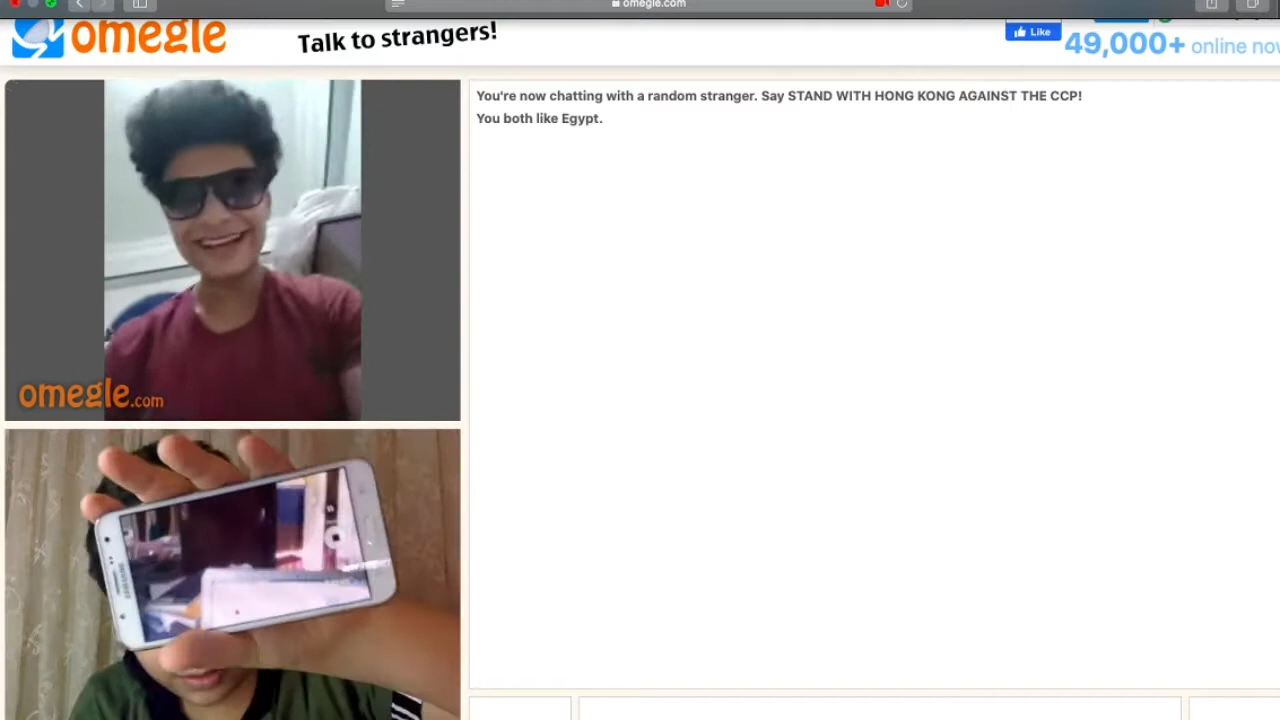 omegle.com
omegle
Talk to strangers!
Like
49,000+ online now
You're now chatting with a random stranger. Say STAND WITH HONG KONG AGAINST THE CCP!
You both like Egypt.
omegle.com
SAMSUNG